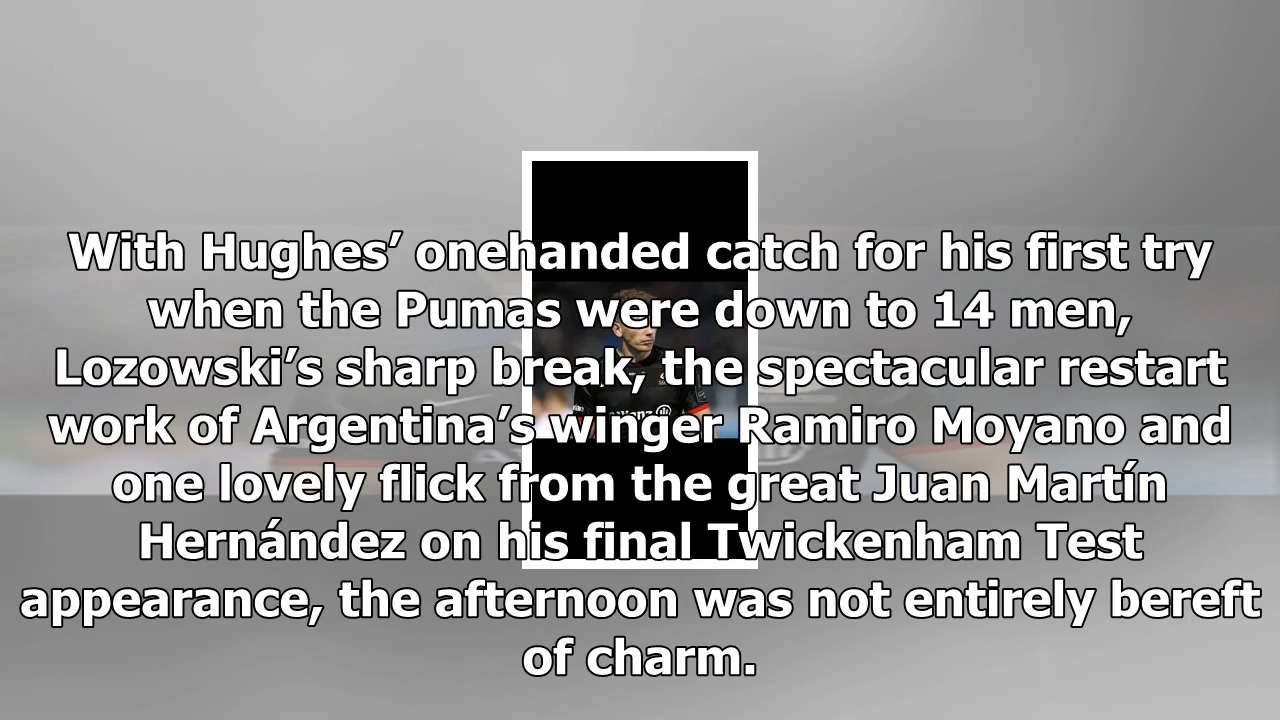 With Hughes’ onehanded catch for his first try
when the Pumas were down to 14 men,
Lozowski’s sharp break, the spectacular restart
work of Argentina’s winger Ramiro Moyano and
one lovely flick from the great Juan Martín
Hernández on his final Twickenham Test
appearance, the afternoon was not entirely bereft
of charm.